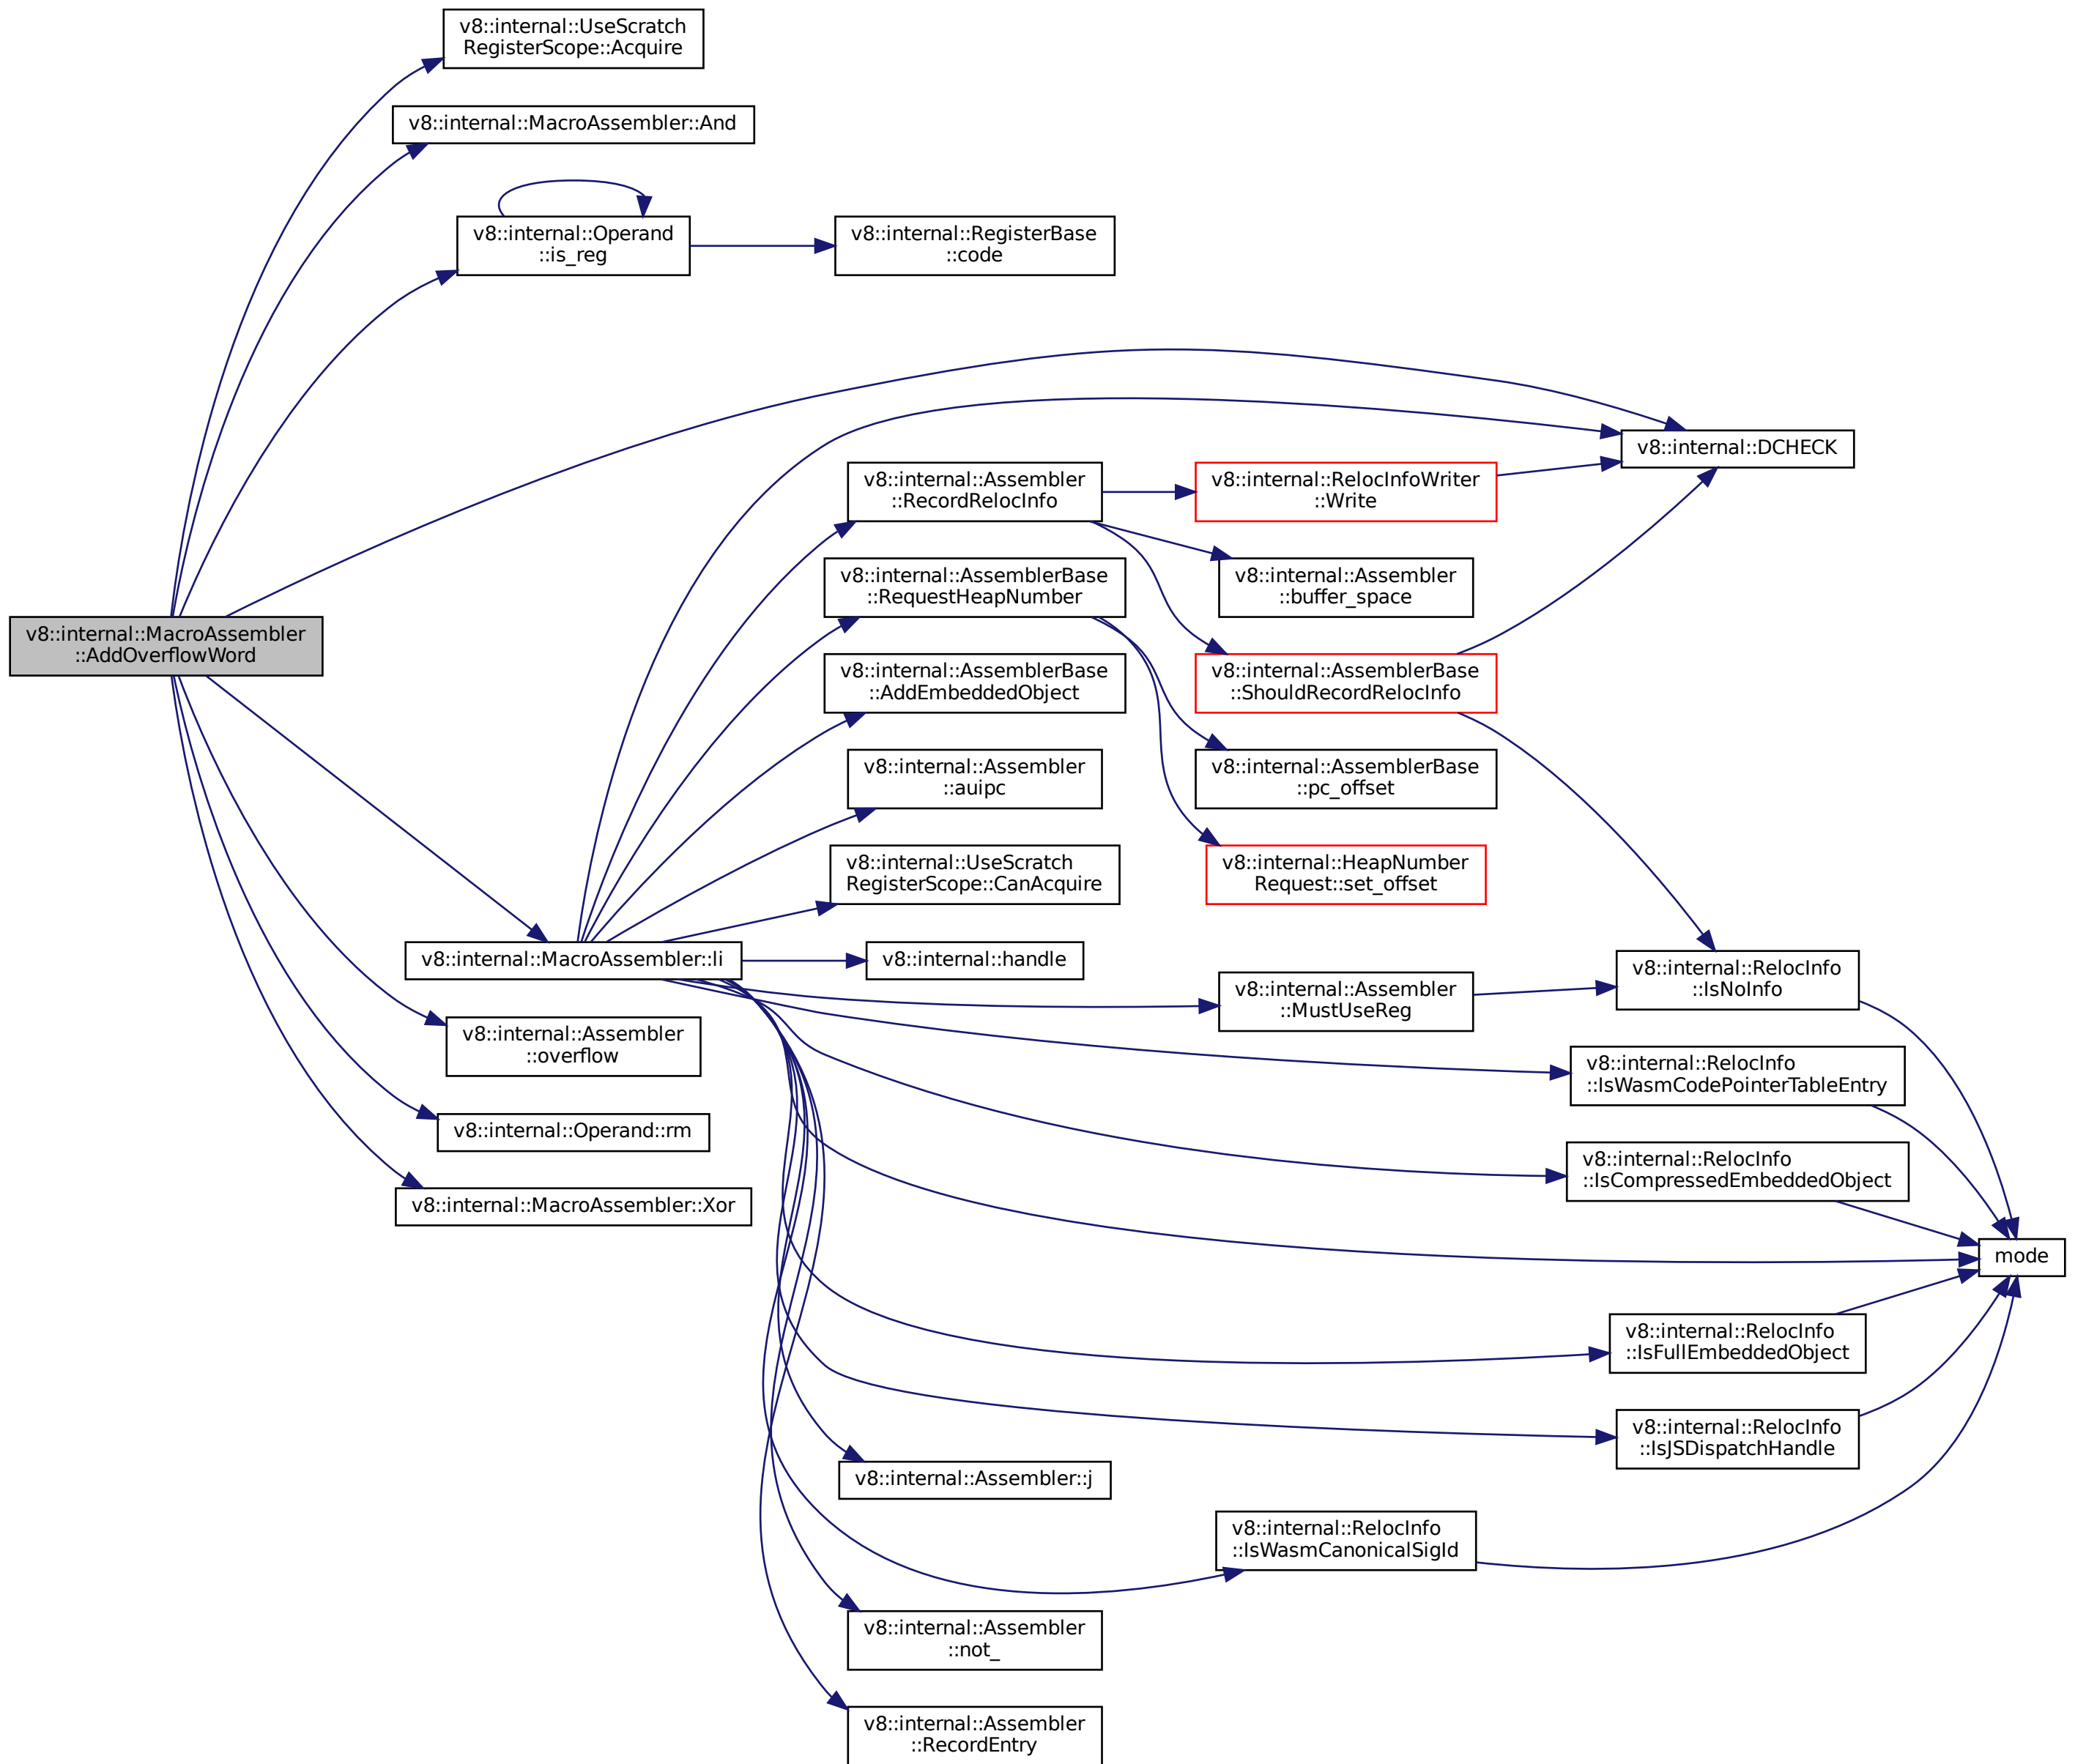 v8::internal::UseScratch
RegisterScope::Acquire
v8::internal::MacroAssembler::And
v8::internal::Operand
::is_reg
v8::internal::RegisterBase
::code
v8::internal::DCHECK
v8::internal::Assembler
::RecordRelocInfo
v8::internal::RelocInfoWriter
::Write
v8::internal::AssemblerBase
::RequestHeapNumber
v8::internal::Assembler
::buffer_space
v8::internal::MacroAssembler
::AddOverflowWord
v8::internal::AssemblerBase
::AddEmbeddedObject
v8::internal::AssemblerBase
::ShouldRecordRelocInfo
v8::internal::Assembler
::auipc
v8::internal::AssemblerBase
::pc_offset
v8::internal::UseScratch
RegisterScope::CanAcquire
v8::internal::HeapNumber
Request::set_offset
v8::internal::MacroAssembler::li
v8::internal::handle
v8::internal::RelocInfo
::IsNoInfo
v8::internal::Assembler
::MustUseReg
v8::internal::Assembler
::overflow
v8::internal::RelocInfo
::IsWasmCodePointerTableEntry
v8::internal::Operand::rm
v8::internal::RelocInfo
::IsCompressedEmbeddedObject
v8::internal::MacroAssembler::Xor
mode
v8::internal::RelocInfo
::IsFullEmbeddedObject
v8::internal::RelocInfo
::IsJSDispatchHandle
v8::internal::Assembler::j
v8::internal::RelocInfo
::IsWasmCanonicalSigId
v8::internal::Assembler
::not_
v8::internal::Assembler
::RecordEntry